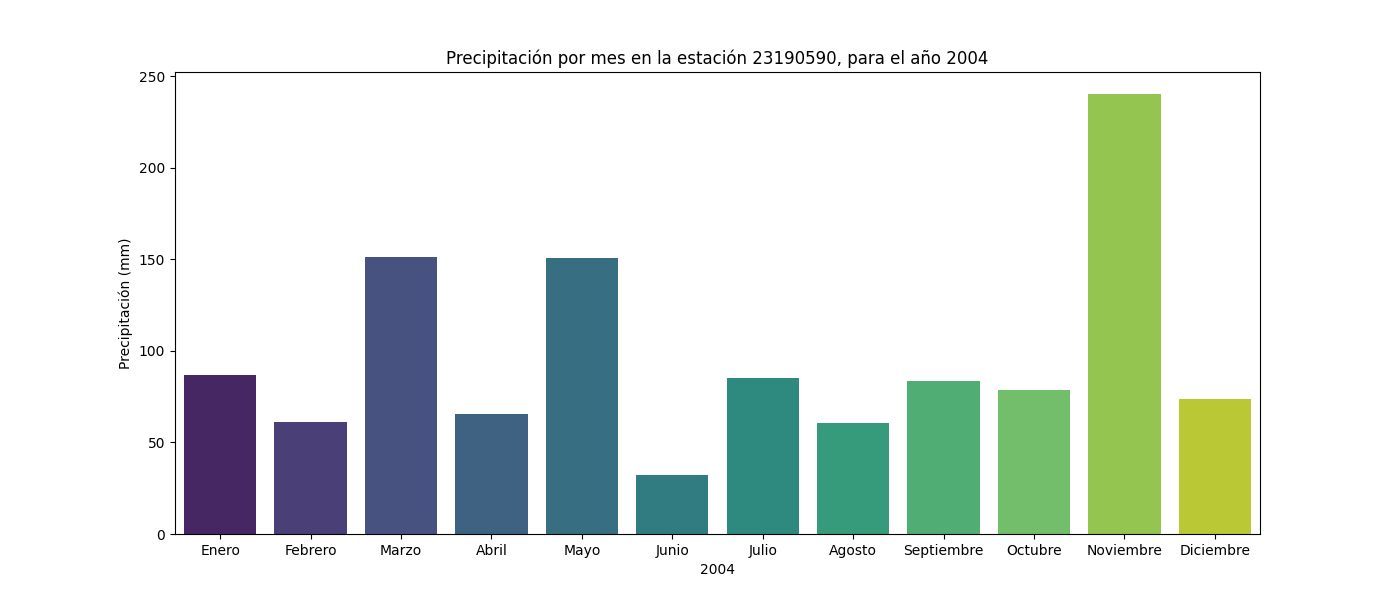 Precipitación por mes en la estación 23190590, para el año 2004
Precipitación (mm)
250
200
150
100
50
0
Enero Febrero Marzo Abril Mayo Junio Julio Agosto Septiembre Octubre Noviembre Diciembre
2004